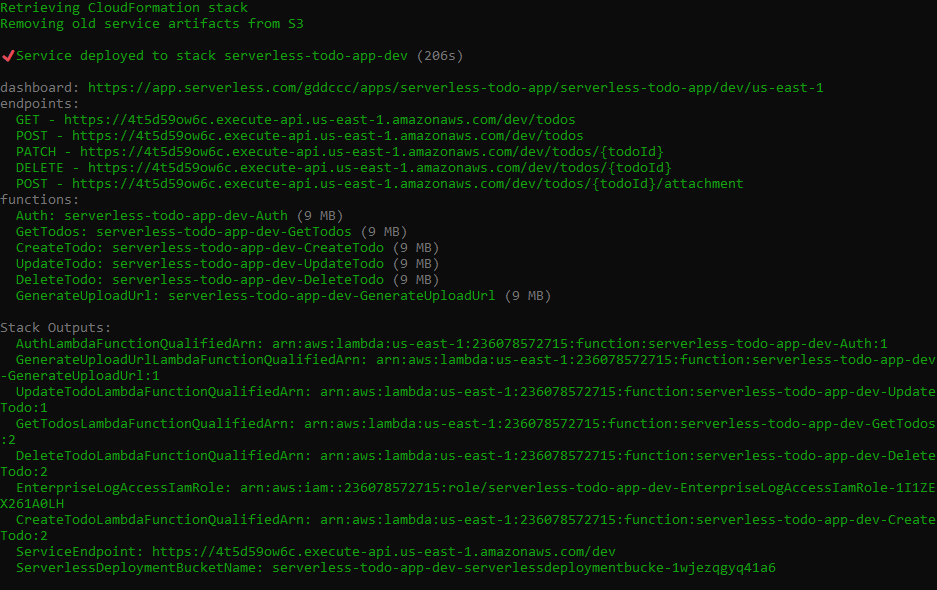 Retrieving CloudFormation stack
Removing old service artifacts from S3
✔Service deployed to stack serverless-todo-app-dev (206s)
dashboard: https://app.serverless.com/gddccc/apps/serverless-todo-app/serverless-todo-app/dev/us-east-1
endpoints:
GET - https://4t5d59ow6c.execute-api.us-east-1.amazonaws.com/dev/todos
POST - https://4t5d59ow6c.execute-api.us-east-1.amazonaws.com/dev/todos
PATCH - https://4t5d59ow6c.execute-api.us-east-1.amazonaws.com/dev/todos/{todoId}
DELETE - https://4t5d59ow6c.execute-api.us-east-1.amazonaws.com/dev/todos/{todoId}
POST - https://4t5d59ow6c.execute-api.us-east-1.amazonaws.com/dev/todos/{todoId}/attachment
functions:
Auth: serverless-todo-app-dev-Auth (9 MB)
GetTodos: serverless-todo-app-dev-GetTodos (9 MB)
CreateTodo: serverless-todo-app-dev-CreateTodo (9 MB)
UpdateTodo: serverless-todo-app-dev-UpdateTodo (9 MB)
DeleteTodo: serverless-todo-app-dev-DeleteTodo (9 MB)
GenerateUploadUrl: serverless-todo-app-dev-GenerateUploadUrl (9 MB)
Stack Outputs:
AuthLambdaFunctionQualifiedArn: arn:aws:lambda:us-east-1:236078572715:function:serverless-todo-app-dev-Auth:1
GenerateUploadUrlLambdaFunctionQualifiedArn: arn:aws:lambda:us-east-1:236078572715:function:serverless-todo-app-dev
-GenerateUploadUrl:1
UpdateTodoLambdaFunctionQualifiedArn: arn:aws:lambda:us-east-1:236078572715:function:serverless-todo-app-dev-Update
Todo:1
GetTodosLambdaFunctionQualifiedArn: arn:aws:lambda:us-east-1:236078572715:function:serverless-todo-app-dev-GetTodos
:2
DeleteTodoLambdaFunctionQualifiedArn: arn:aws:lambda:us-east-1:236078572715:function:serverless-todo-app-dev-Delete
Todo:2
EnterpriseLogAccessIamRole: arn:aws:iam::236078572715:role/serverless-todo-app-dev-EnterpriseLogAccessIamRole-1I1ZE
X261A0LH
CreateTodoLambdaFunctionQualifiedArn: arn:aws:lambda:us-east-1:236078572715:function:serverless-todo-app-dev-Create
Todo:2
ServiceEndpoint: https://4t5d59ow6c.execute-api.us-east-1.amazonaws.com/dev
ServerlessDeploymentBucketName: serverless-todo-app-dev-serverlessdeploymentbucke-1wjezqgyq41a6